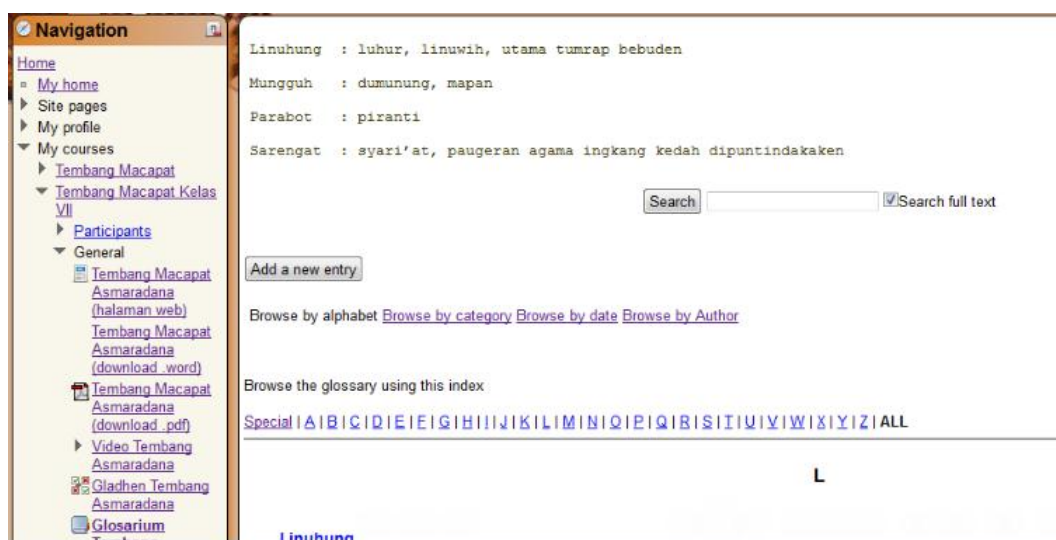 Navigation
Home
My home
Site pages
My profile
My courses
Tembang Macapat
Tembang Macapat Kelas
VII
Participants
General
Tembang Macapat
Asmaradana
(halaman web)
Tembang Macapat
Asmaradana
(download .word)
Tembang Macapat
Asmaradana
(download .pdf)
Video Tembang
Asmaradana
Gladhen Tembang
Asmaradana
Glosarium
Linuhung : luhur, linuwih, utama tumrap bebuden
Mungguh : dumunung, mapan
Parabot : piranti
Sarengat : syari'at, paugeran agama ingkang kedah dipuntindakaken
Search Search full text
Add a new entry
Browse by alphabet Browse by category Browse by date Browse by Author
Browse the glossary using this index
Special | A | B | C | D | E | F | G | H | I | J | K | L | M | N | O | P | Q | R | S | T | U | V | W | X | Y | Z | ALL
L
Linuhung